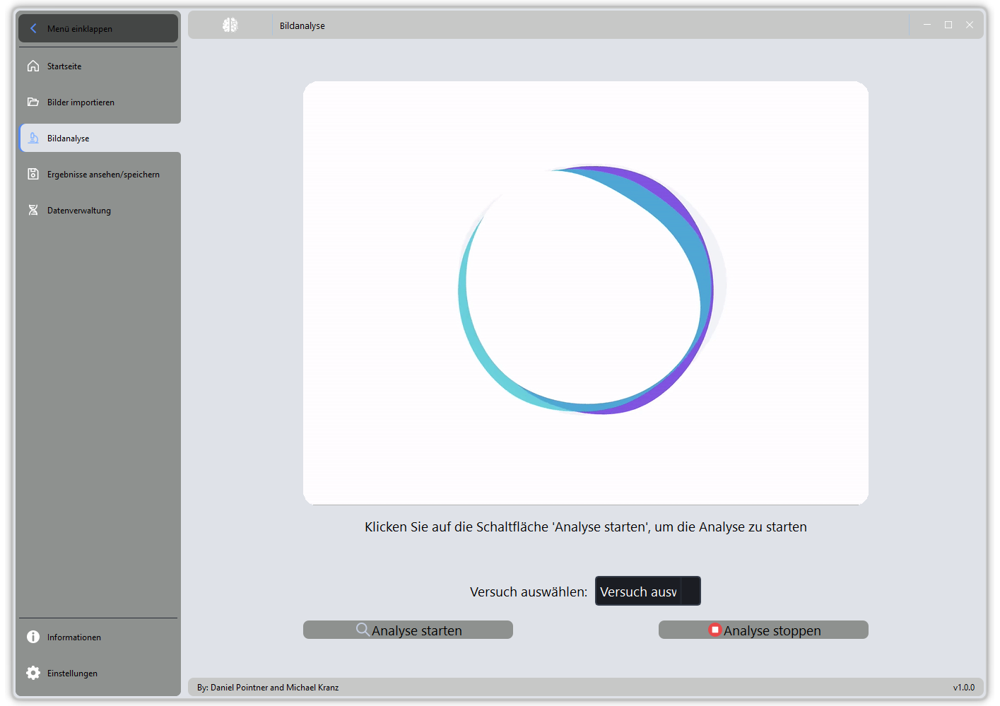 Menü einklappen
Bildanalyse
Startseite
Bilder importieren
Bildanalyse
Ergebnisse ansehen/speichern
Datenverwaltung
Klicken Sie auf die Schaltfläche 'Analyse starten', um die Analyse zu starten
Versuch auswählen: Versuch ausw
Analyse starten
Analyse stoppen
Informationen
Einstellungen
By: Daniel Pointner and Michael Kranz
v1.0.0